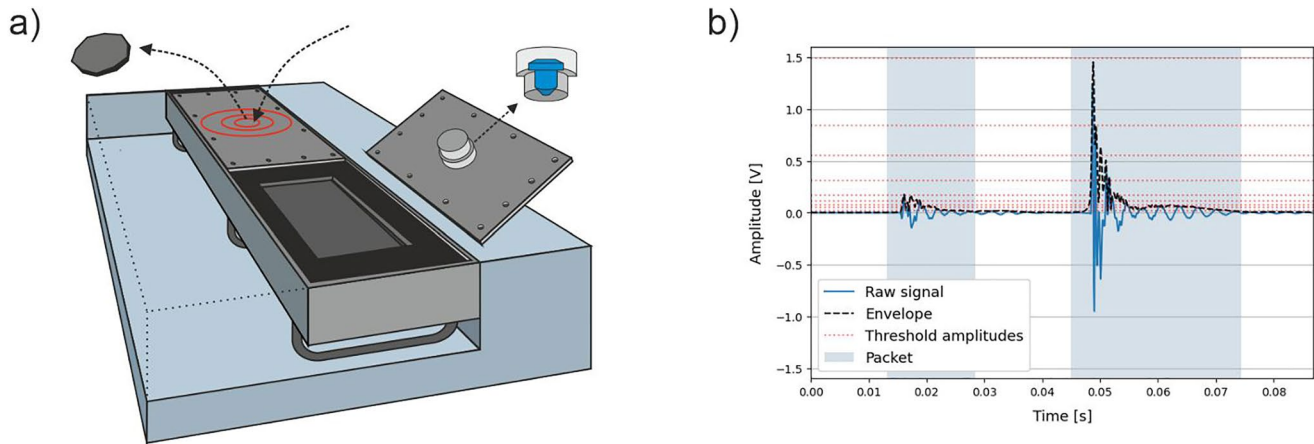 a)
b)
1.5
1.0
0.5
0.0
−0.5
−1.0
−1.5
Amplitude [V]
Raw signal
Envelope
Threshold amplitudes
Packet
0.00 0.01 0.02 0.03 0.04 0.05 0.06 0.07 0.08
Time [s]